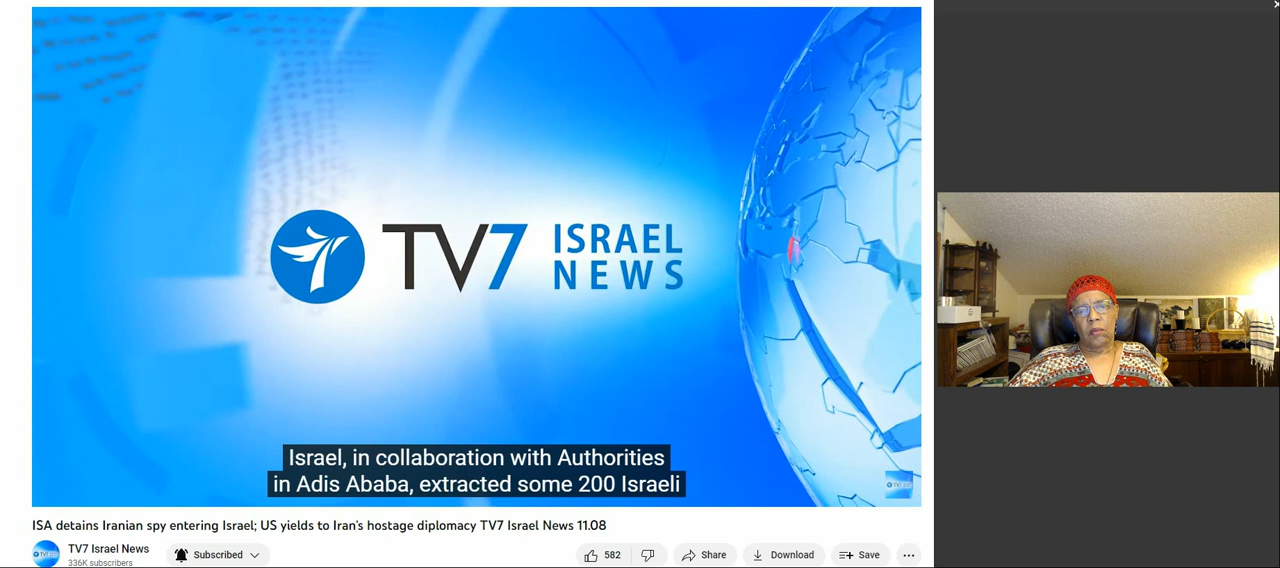 TV7 ISRAEL
NEWS
Israel, in collaboration with Authorities
in Adis Ababa, extracted some 200 Israeli
ISA detains Iranian spy entering Israel; US yields to Iran's hostage diplomacy TV7 Israel News 11.08
TV7 Israel News
336K subscribers
Subscribed
582
Share
Download
Save